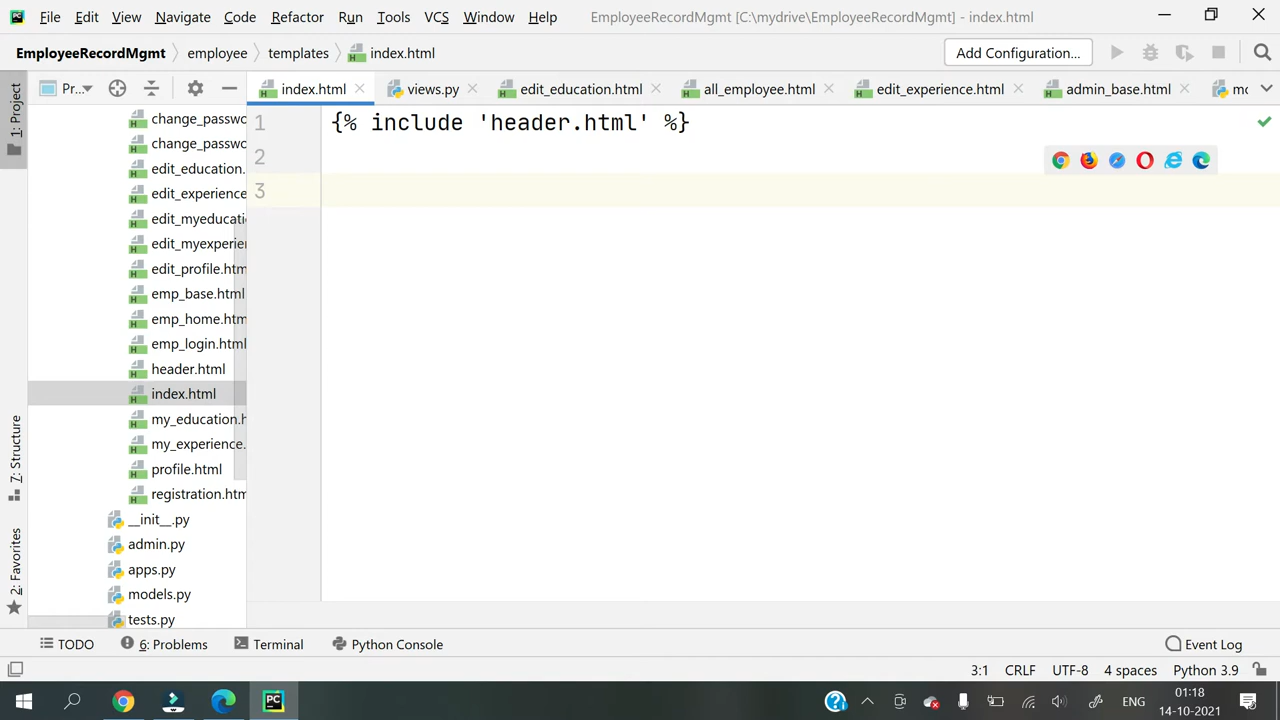 File Edit View Navigate Code Refactor Run Tools VCS Window Help EmployeeRecordMgmt [C:\mydrive\EmployeeRecordMgmt] - index.html
EmployeeRecordMgmt employee templates index.html Add Configuration...
1: Project
Pr... index.html views.py edit_education.html all_employee.html edit_experience.html admin_base.html mo
change_passwo
change_passwo
edit_education.
edit_experience
edit_myeducati
edit_myexperie
edit_profile.htm
emp_base.html
emp_home.htm
emp_login.html
header.html
index.html
my_education.h
my_experience.
profile.html
registration.htm
__init__.py
admin.py
apps.py
models.py
tests.py
1 {% include 'header.html' %}
2
3
7: Structure
2: Favorites
TODO 6: Problems Terminal Python Console Event Log
3:1 CRLF UTF-8 4 spaces Python 3.9
PC ENG 01:18
14-10-2021